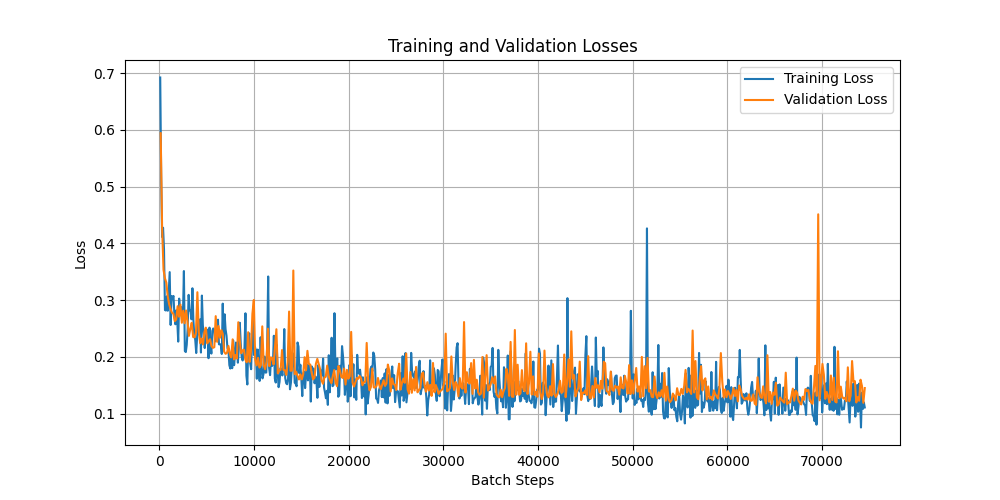 Training and Validation Losses
Training Loss
Validation Loss
Loss
0.7
0.6
0.5
0.4
0.3
0.2
0.1
0 10000 20000 30000 40000 50000 60000 70000
Batch Steps